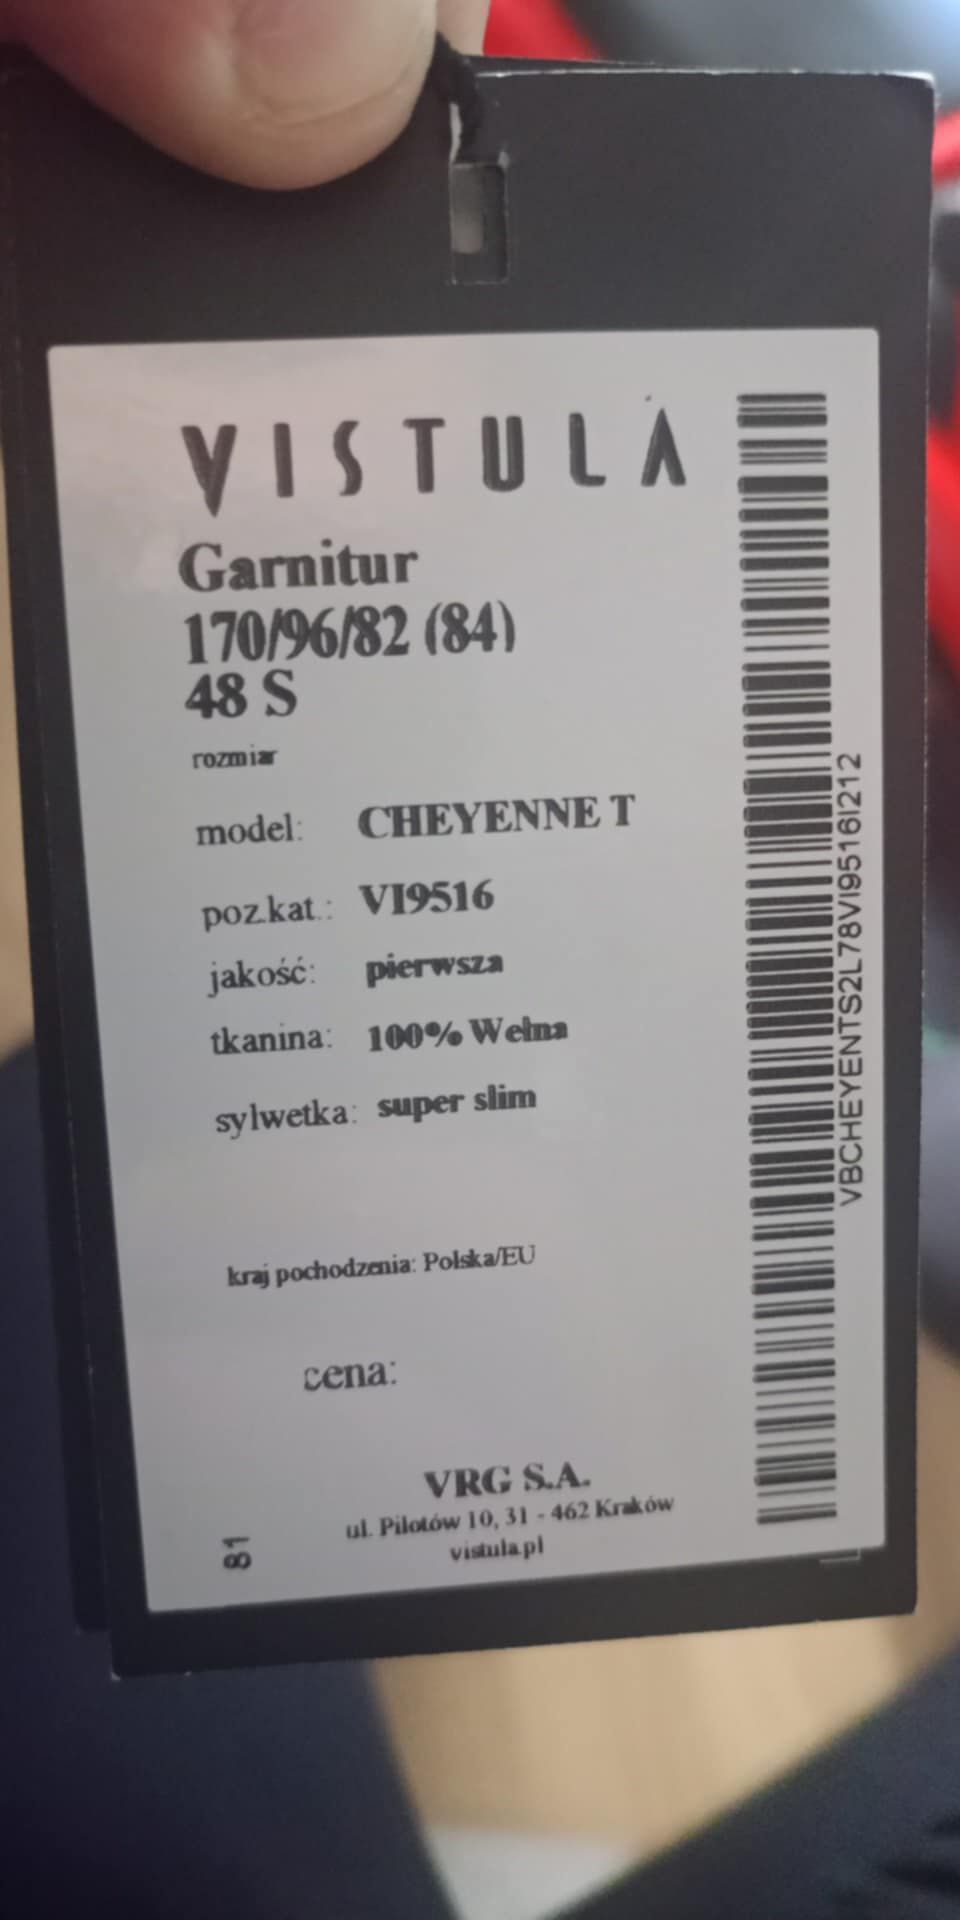 VISTULA
Garnitur
170/96/82 (84)
48 S
rozmiar
model: CHEYENNE T
poz.kat.: VI9516
jakość: pierwsza
tkanina: 100% Wełna
sylwetka: super slim
kraj pochodzenia: Polska/EU
cena:
VRG S.A.
ul. Pilotów 10, 31 - 462 Kraków
vistula.pl
81
VBCHEYENTS2L78VI9516I212